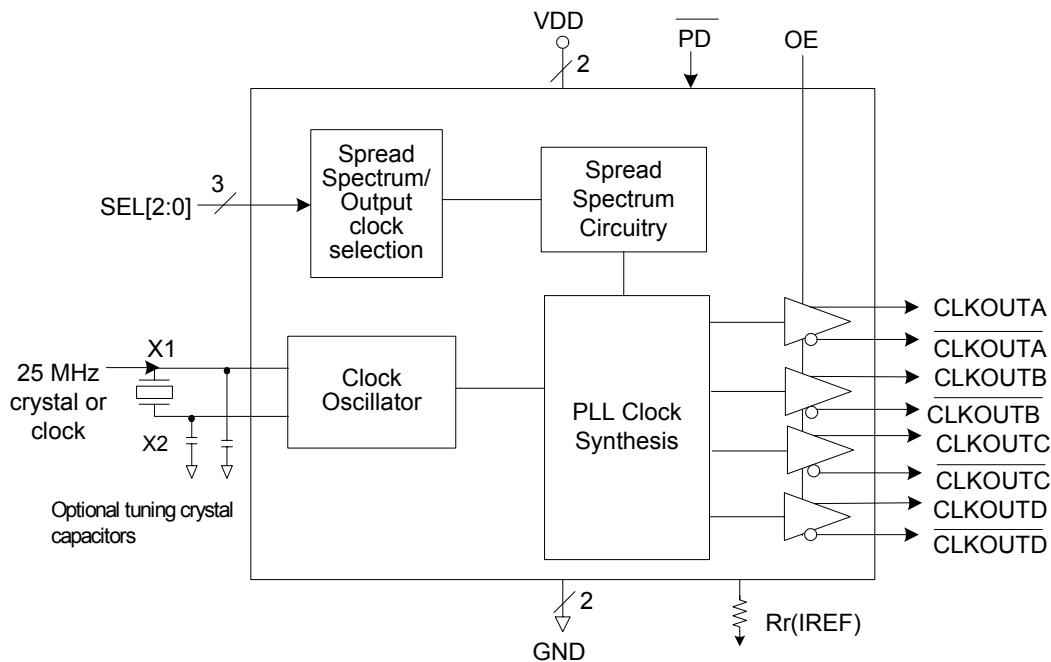 VDD
PD
OE
2
Spread
Spectrum/
Output
clock
selection
Spread
Spectrum
Circuitry
3
SEL[2:0]
X1
25 MHz
crystal or
clock
X2
Clock
Oscillator
PLL Clock
Synthesis
CLKOUTA
CLKOUTA
CLKOUTB
CLKOUTB
CLKOUTC
CLKOUTC
CLKOUTD
CLKOUTD
Optional tuning crystal
capacitors
2
GND
Rr(IREF)